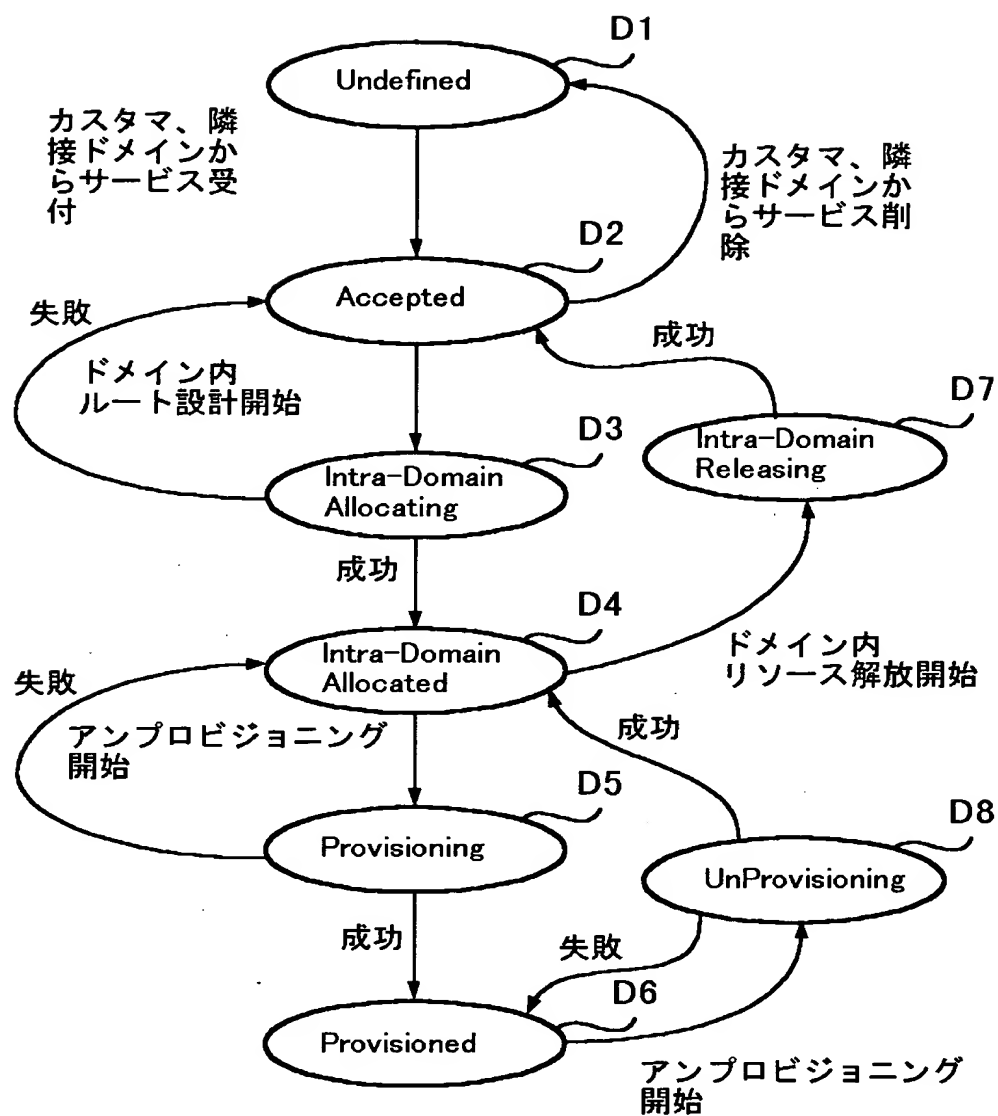 D1
Undefined
カスタマ、隣
接ドメインか
らサービス受
付
カスタマ、隣
接ドメインか
らサービス削
除
D2
Accepted
失敗
成功
ドメイン内
ルート設計開始
D7
D3
Intra-Domain
Releasing
Intra-Domain
Allocating
成功
D4
Intra-Domain
Allocated
ドメイン内
リソース解放開始
失敗
成功
アンプロビジョニング
開始
D5
D8
Provisioning
UnProvisioning
成功
失敗
D6
Provisioned
アンプロビジョニング
開始